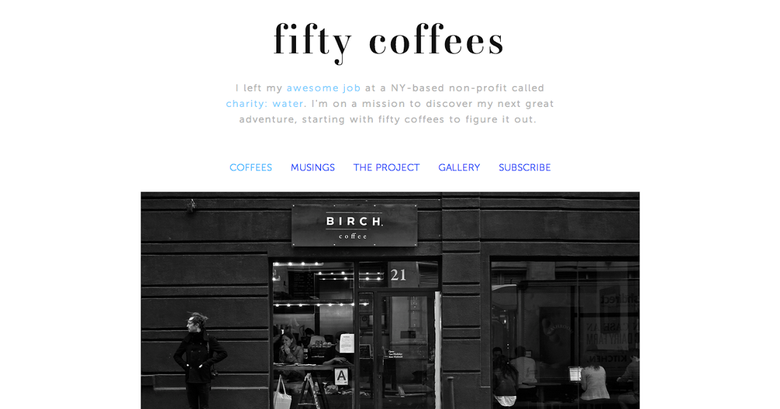 fifty coffees
I left my awesome job at a NY-based non-profit called
charity: water. I'm on a mission to discover my next great
adventure, starting with fifty coffees to figure it out.
COFFEES MUSINGS THE PROJECT GALLERY SUBSCRIBE
BIRCH
coffee
21
A